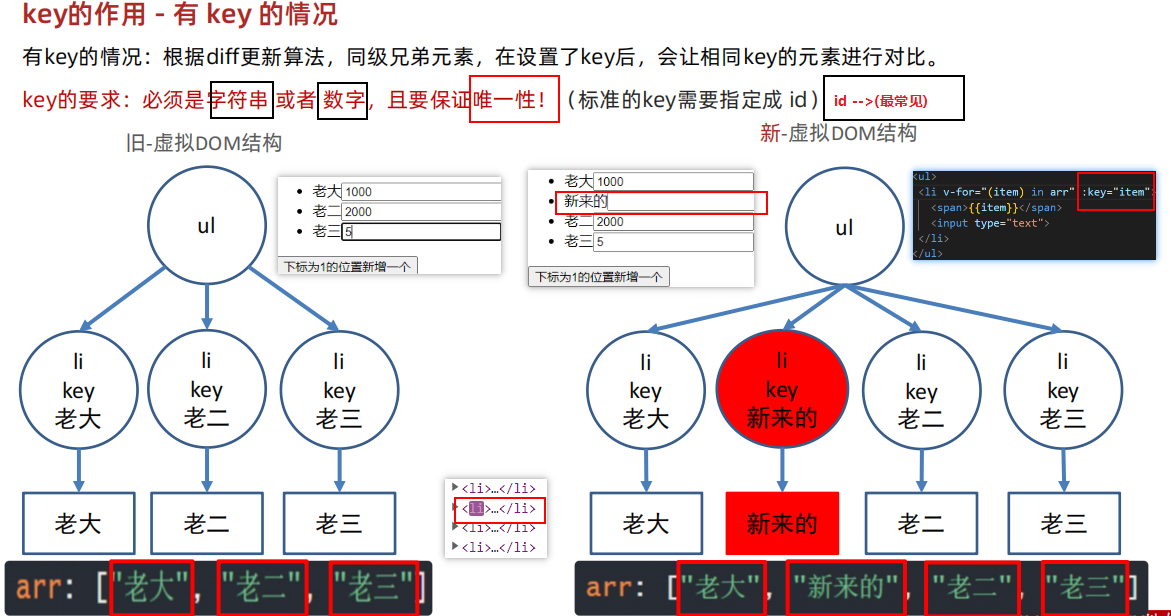 key的作用 - 有 key 的情况
有key的情况：根据diff更新算法，同级兄弟元素，在设置了key后，会让相同key的元素进行对比。
key的要求：必须是字符串 或者 数字，且要保证唯一性！（标准的key需要指定成 id） id -->(最常见)
旧-虚拟DOM结构
新-虚拟DOM结构
ul
老大 1000
老二 2000
老三 5
下标为1的位置新增一个
老大 1000
新来的
老二 2000
老三 5
下标为1的位置新增一个
ul
<ul>
<li v-for="(item) in arr" :key="item">
<span>{{item}}</span>
<input type="text">
</li>
</ul>
li
key
老大
li
key
老二
li
key
老三
li
key
老大
li
key
新来的
li
key
老二
li
key
老三
老大
老二
老三
<li>…</li>
<li>…</li>
<li>…</li>
<li>…</li>
老大
新来的
老二
老三
arr: ["老大", "老二", "老三"]
arr: ["老大", "新来的", "老二", "老三"]